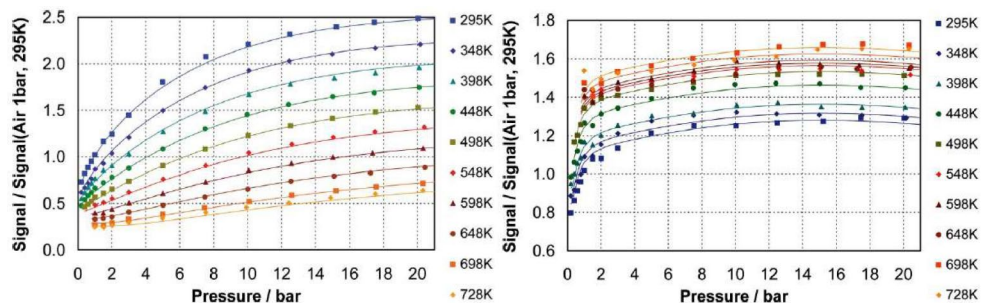 Signal / Signal(Air 1bar, 295K)
2.5
2.0
1.5
1.0
0.5
0.0
0 2 4 6 8 10 12 14 16 18 20
Pressure / bar
295K
348K
398K
448K
498K
548K
598K
648K
698K
728K
Signal / Signal(Air 1bar, 295K)
1.8
1.6
1.4
1.2
1.0
0.8
0.6
0 2 4 6 8 10 12 14 16 18 20
Pressure / bar
295K
348K
398K
448K
498K
548K
598K
648K
698K
728K